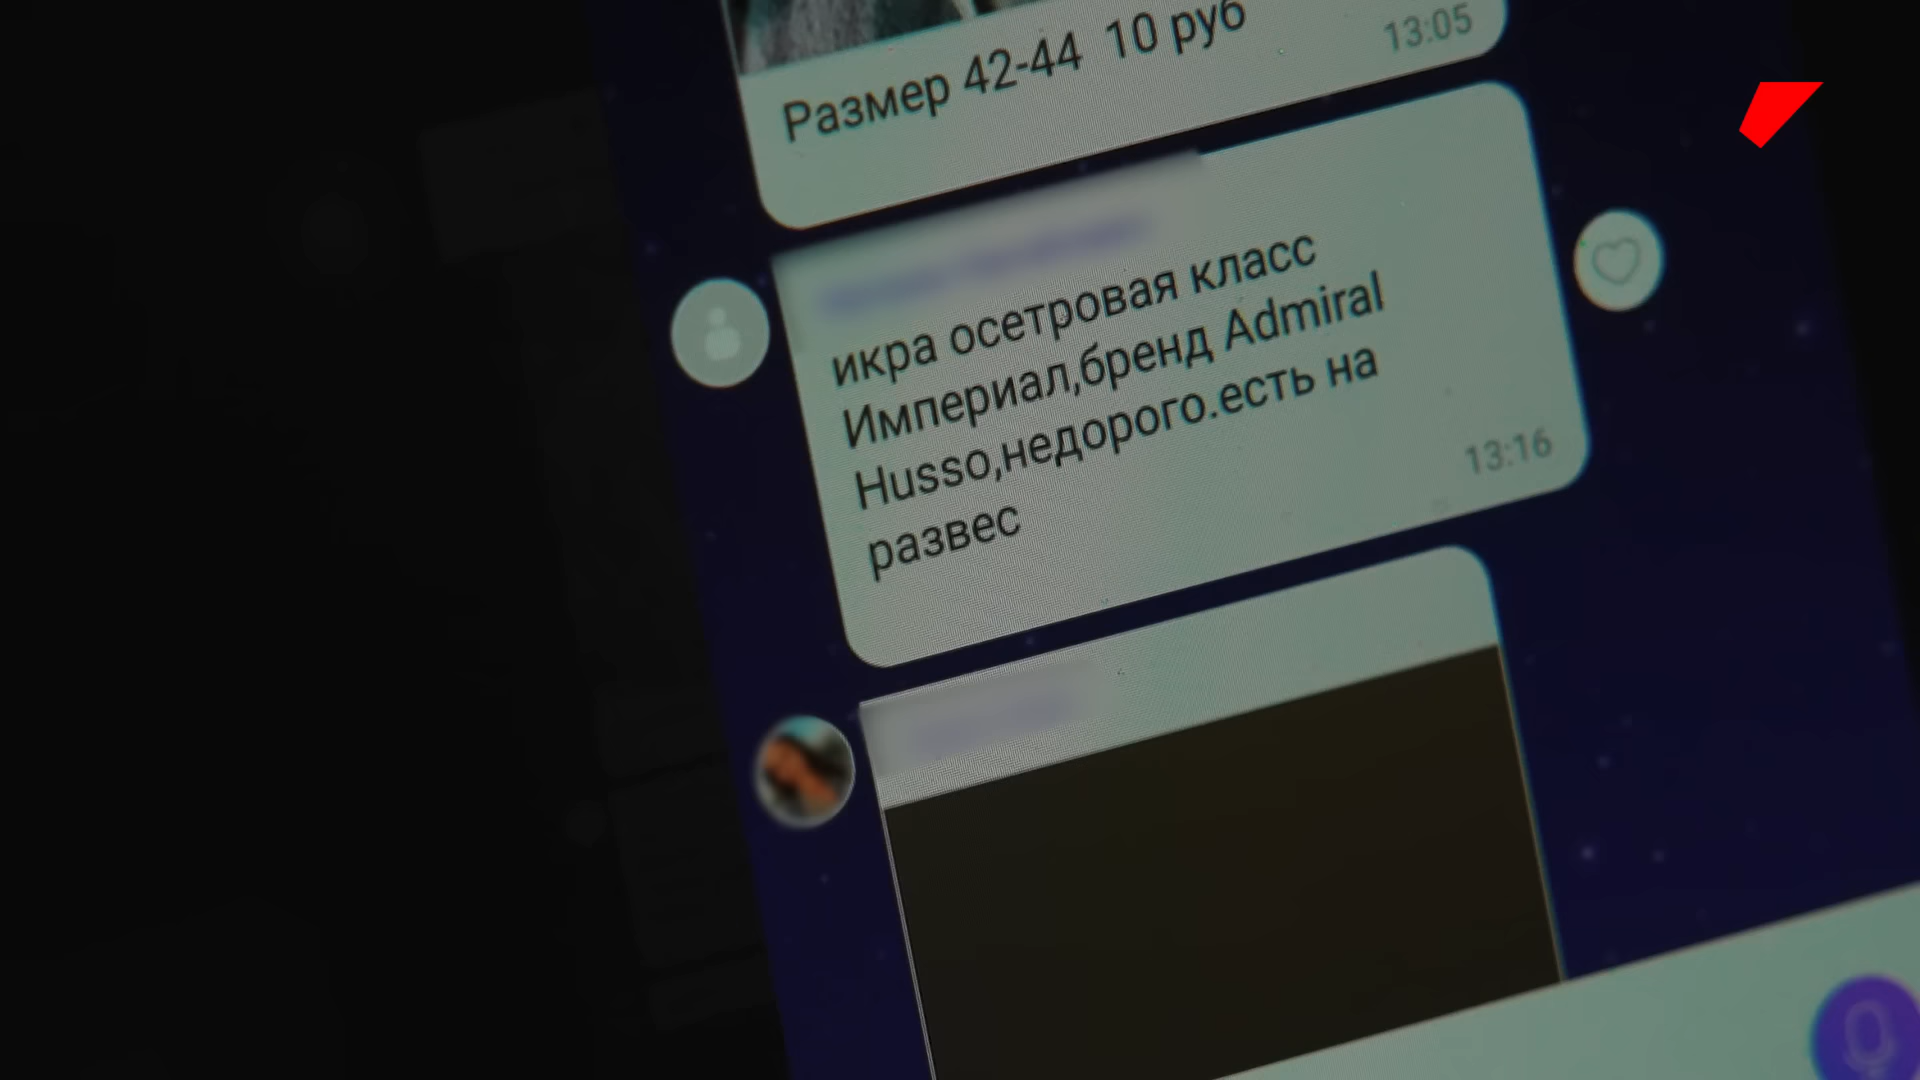 Размер 42-44 10 руб
13:05
икра осетровая класс
Империал,бренд Admiral
Husso,недорого.есть на
развес
13:16